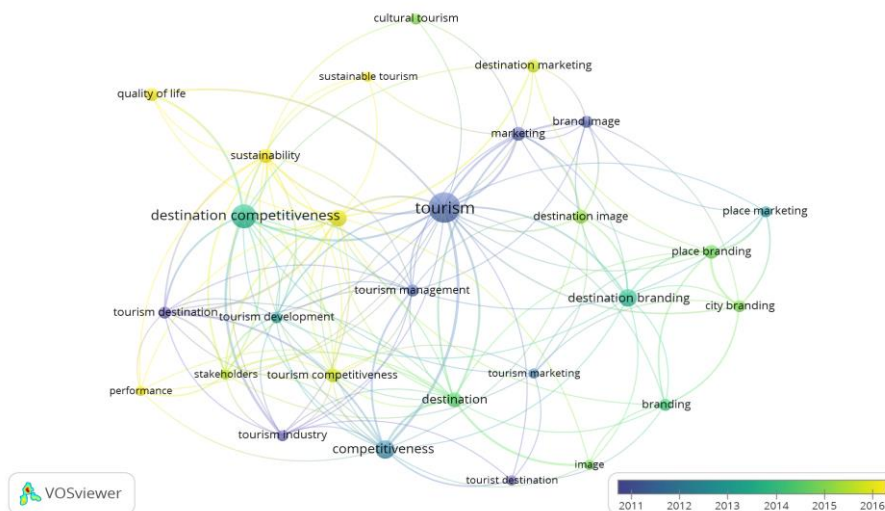 cultural tourism
destination marketing
sustainable tourism
quality of life
brand image
marketing
sustainability
tourism
destination competitiveness
destination image
place marketing
place branding
tourism management
destination branding
city branding
tourism destination
tourism development
stakeholders
tourism competitiveness
tourism marketing
performance
destination
branding
tourism industry
competitiveness
image
tourist destination
VOSviewer
2011 2012 2013 2014 2015 2016